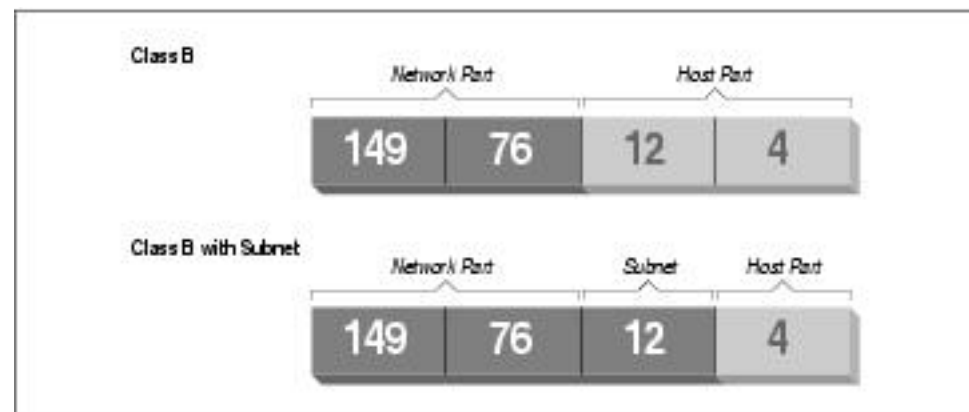 Class B
Network Part Host Part
149 76 12 4
Class B with Subnet
Network Part Subnet Host Part
149 76 12 4